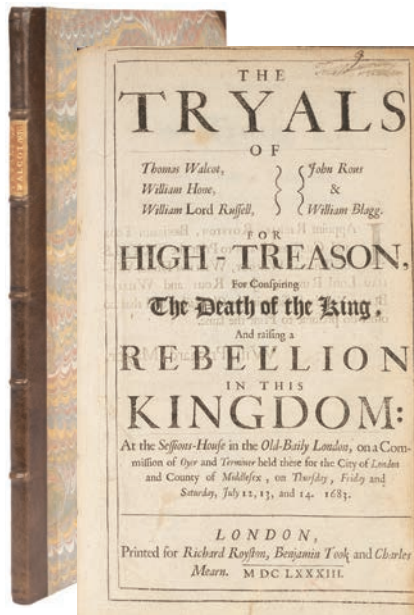 WALCOT
THE
TRYALS
OF
Thomas Walcot,
William Hone,
William Lord Russell,
John Rous
&
William Blagg.
FOR
HIGH-TREASON,
For Conspiring
The Death of the King,
And raising a
REBELLION
IN THIS
KINGDOM:
At the Sessions-House in the Old-Baily London, on a Com-
mission of Oyer and Terminer held there for the City of London
and County of Middlesex, on Thursday, Friday and
Saturday, July 12, 13, and 14. 1683.
LONDON,
Printed for Richard Royston, Benjamin Took and Charles
Mearn. MDCLXXXIII.